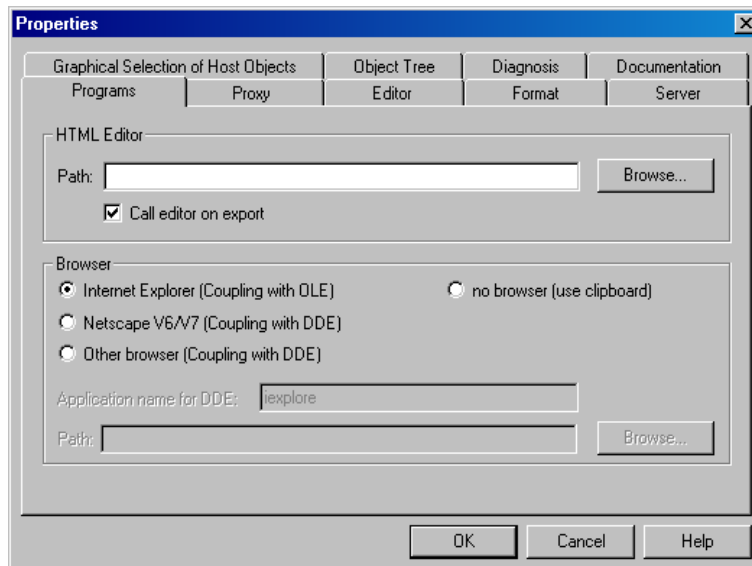 Properties
Graphical Selection of Host Objects Object Tree Diagnosis Documentation
Programs Proxy Editor Format Server
HTML Editor
Path: Browse...
Call editor on export
Browser
Internet Explorer (Coupling with OLE) no browser (use clipboard)
Netscape V6/V7 (Coupling with DDE)
Other browser (Coupling with DDE)
Application name for DDE: iexplore
Path: Browse...
OK Cancel Help